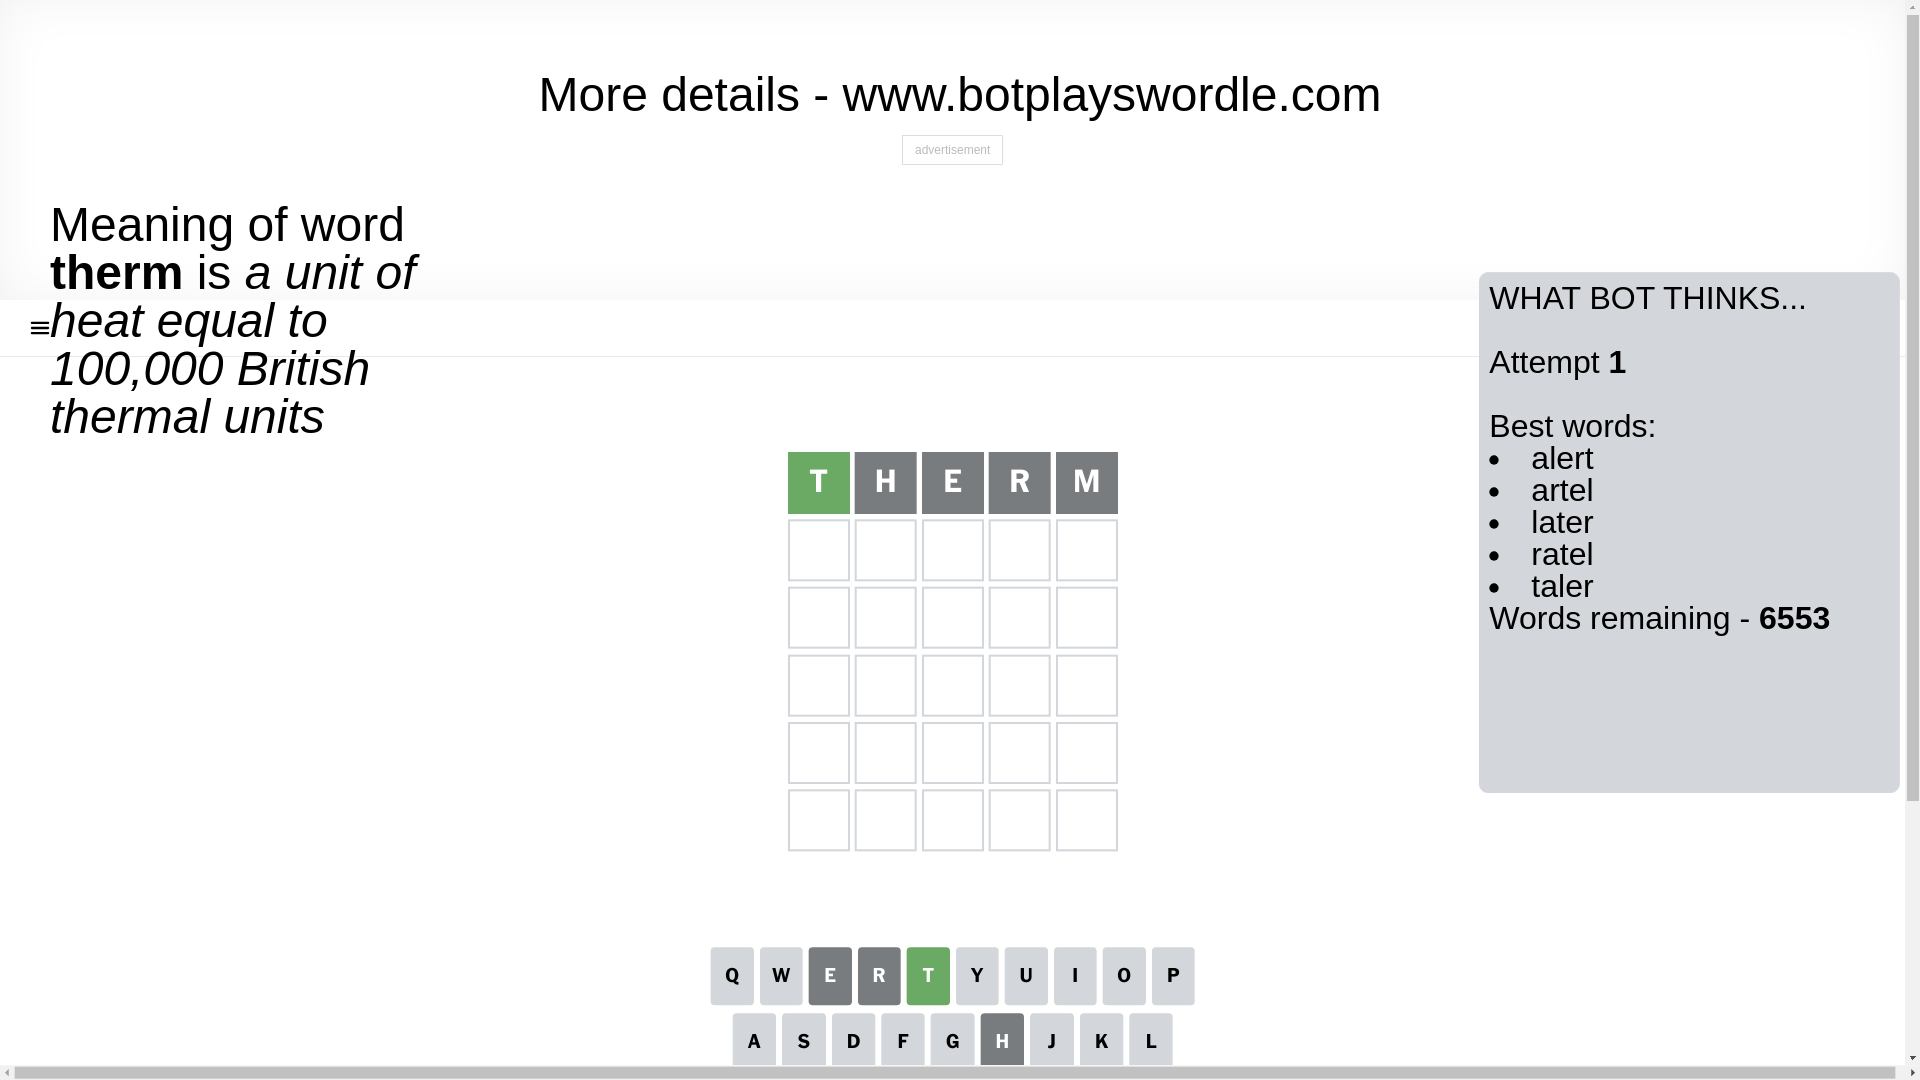 More details - www.botplayswordle.com
advertisement
Meaning of word
therm is a unit of
heat equal to
100,000 British
thermal units
WHAT BOT THINKS...
Attempt 1
Best words:
• alert
• artel
• later
• ratel
• taler
Words remaining - 6553
T H E R M
Q W E R T Y U I O P
A S D F G H J K L